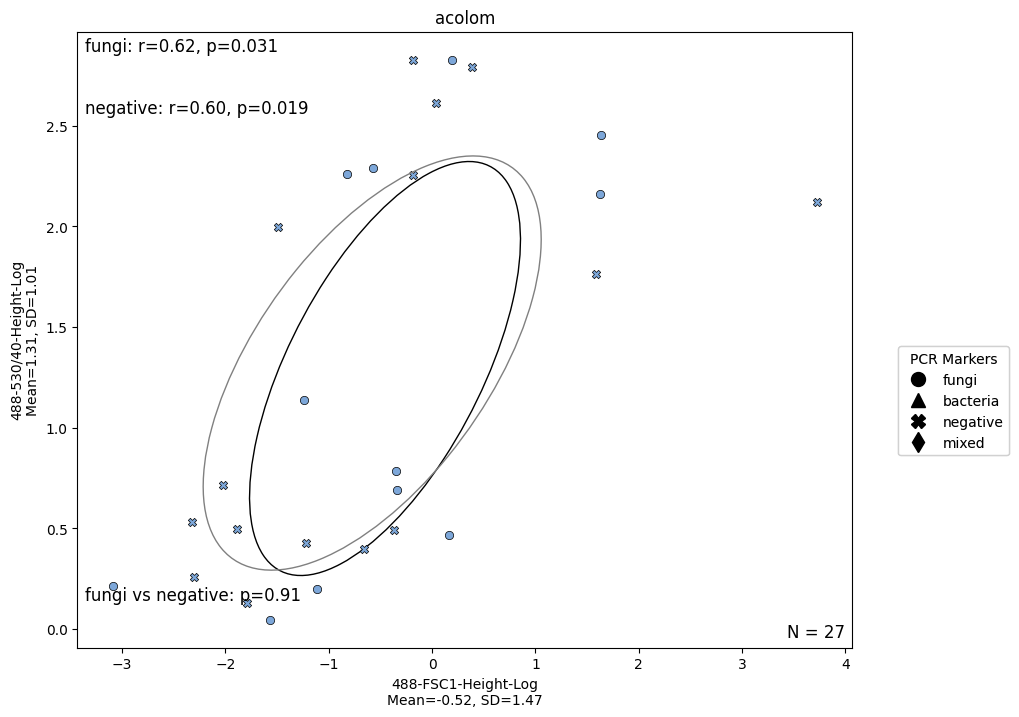 acolom
fungi: r=0.62, p=0.031
negative: r=0.60, p=0.019
fungi vs negative: p=0.91
N = 27
2.5
2.0
1.5
1.0
0.5
0.0
488-530/40-Height-Log
Mean=1.31, SD=1.01
−3
−2
−1
0
1
2
3
4
488-FSC1-Height-Log
Mean=-0.52, SD=1.47
PCR Markers
fungi
bacteria
negative
mixed